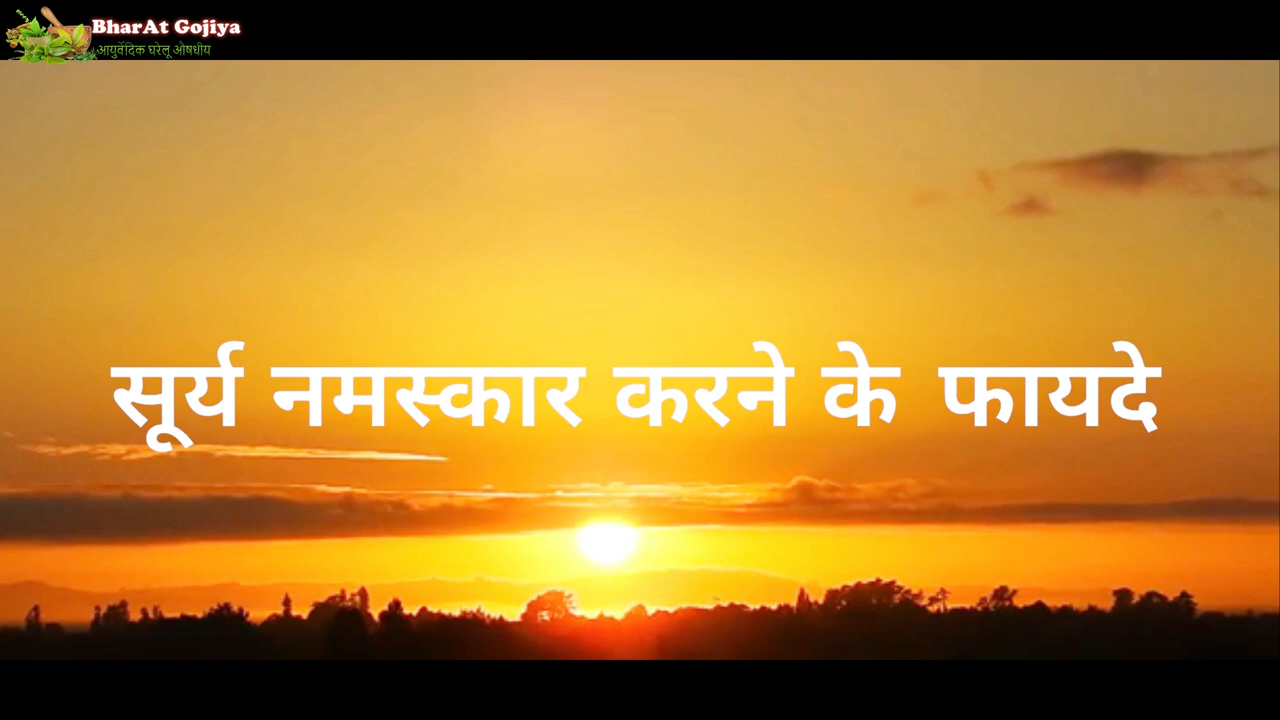 BharAt Gojiya
आयुर्वेदिक घरेलू औषधीय
सूर्य नमस्कार करने के फायदे